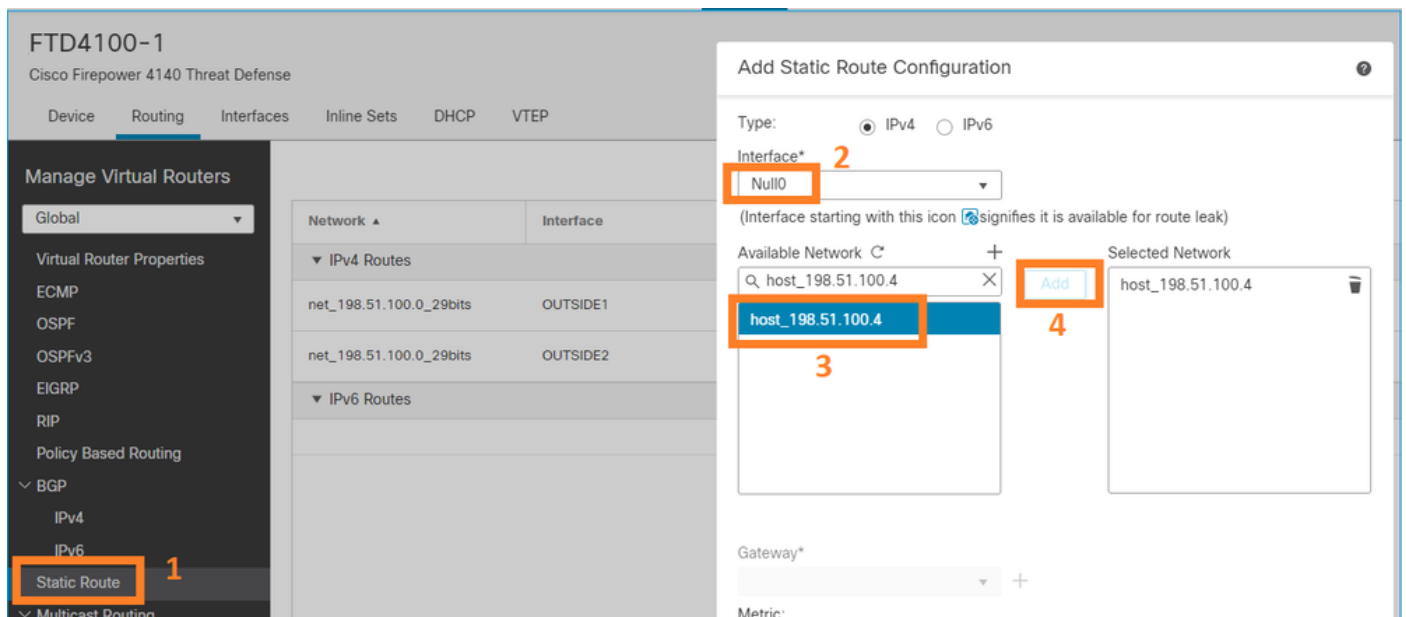 FTD4100-1
Cisco Firepower 4140 Threat Defense
Device Routing Interfaces Inline Sets DHCP VTEP
Manage Virtual Routers
Global
Virtual Router Properties
ECMP
OSPF
OSPFv3
EIGRP
RIP
Policy Based Routing
BGP
IPv4
IPv6
Static Route
1
Multicast Routing
Network Interface
IPv4 Routes
net_198.51.100.0_29bits OUTSIDE1
net_198.51.100.0_29bits OUTSIDE2
IPv6 Routes
Add Static Route Configuration
Type: IPv4 IPv6
Interface*
2
Null0
(Interface starting with this icon signifies it is available for route leak)
Available Network
host_198.51.100.4
host_198.51.100.4
3
Add
4
Selected Network
host_198.51.100.4
Gateway*
Metric: